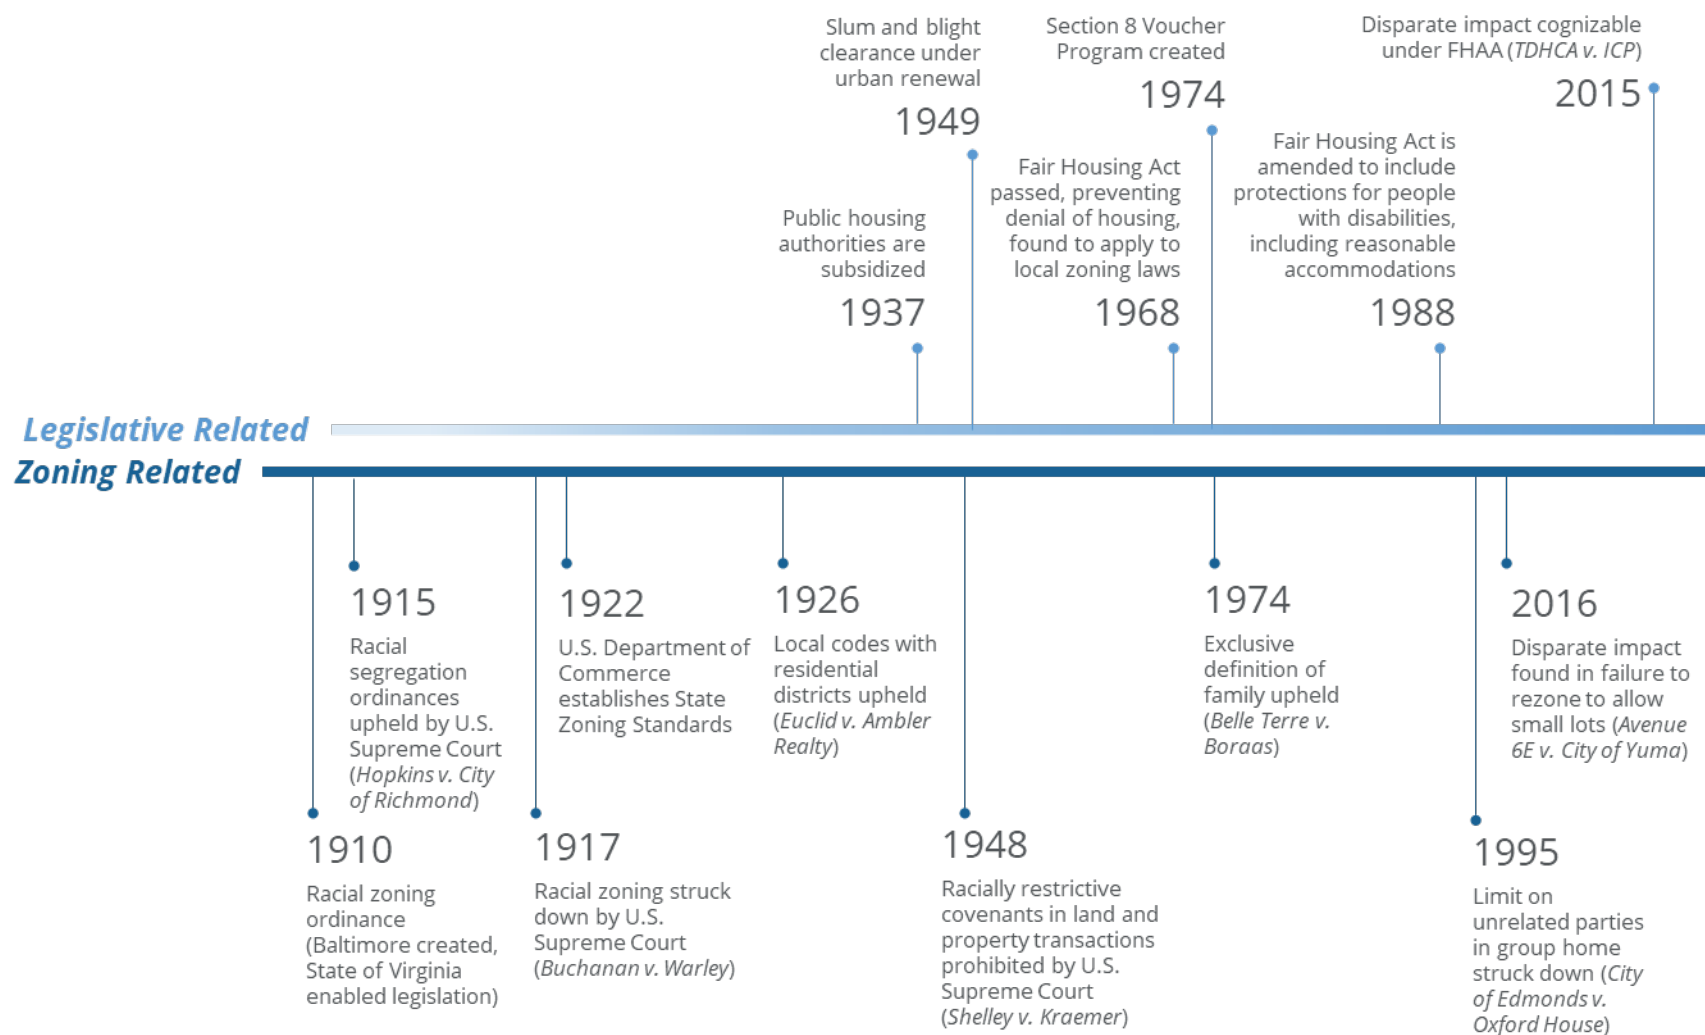 Slum and blight
clearance under
urban renewal
1949
Section 8 Voucher
Program created
1974
Disparate impact cognizable
under FHAA (TDHCA v. ICP)
2015
Public housing
authorities are
subsidized
1937
Fair Housing Act
passed, preventing
denial of housing,
found to apply to
local zoning laws
1968
Fair Housing Act is
amended to include
protections for people
with disabilities,
including reasonable
accommodations
1988
Legislative Related
Zoning Related
1915
Racial
segregation
ordinances
upheld by U.S.
Supreme Court
(Hopkins v. City
of Richmond)
1922
U.S. Department of
Commerce
establishes State
Zoning Standards
1926
Local codes with
residential
districts upheld
(Euclid v. Ambler
Realty)
1974
Exclusive
definition of
family upheld
(Belle Terre v.
Boraas)
2016
Disparate impact
found in failure to
rezone to allow
small lots (Avenue
6E v. City of Yuma)
1910
Racial zoning
ordinance
(Baltimore created,
State of Virginia
enabled legislation)
1917
Racial zoning struck
down by U.S.
Supreme Court
(Buchanan v. Warley)
1948
Racially restrictive
covenants in land and
property transactions
prohibited by U.S.
Supreme Court
(Shelley v. Kraemer)
1995
Limit on
unrelated parties
in group home
struck down (City
of Edmonds v.
Oxford House)